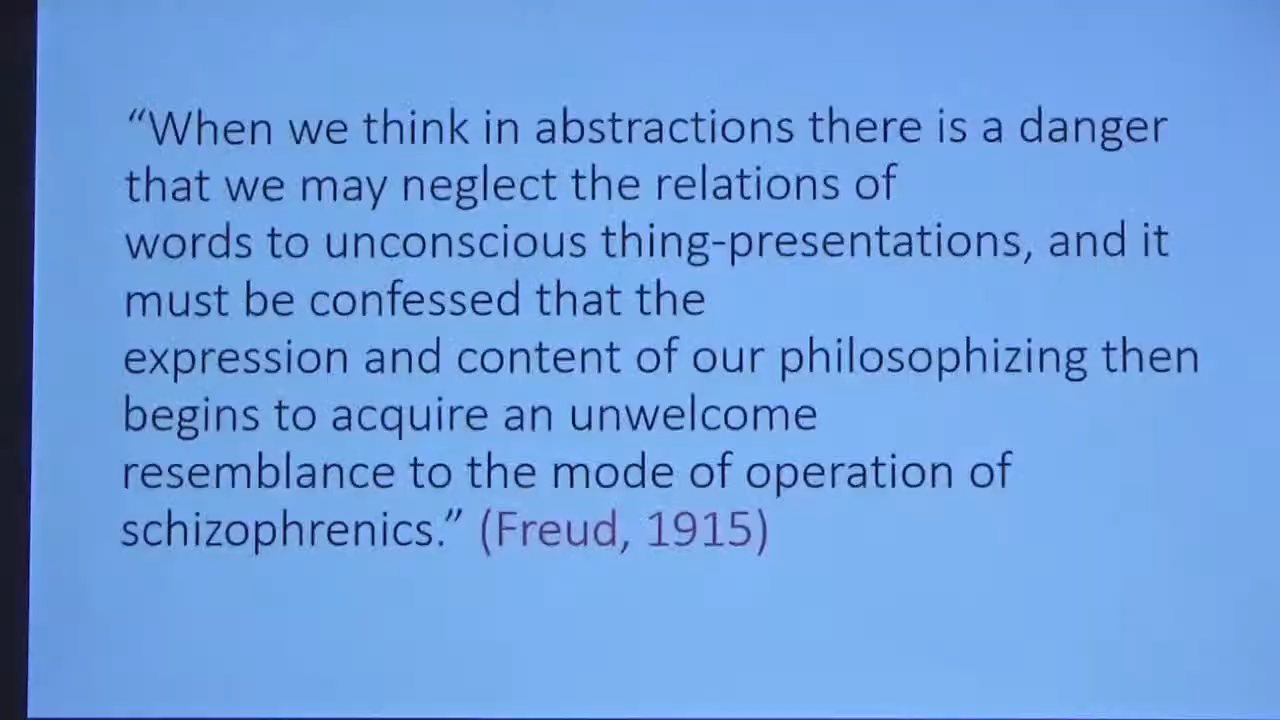 “When we think in abstractions there is a danger
that we may neglect the relations of
words to unconscious thing-presentations, and it
must be confessed that the
expression and content of our philosophizing then
begins to acquire an unwelcome
resemblance to the mode of operation of
schizophrenics.” (Freud, 1915)